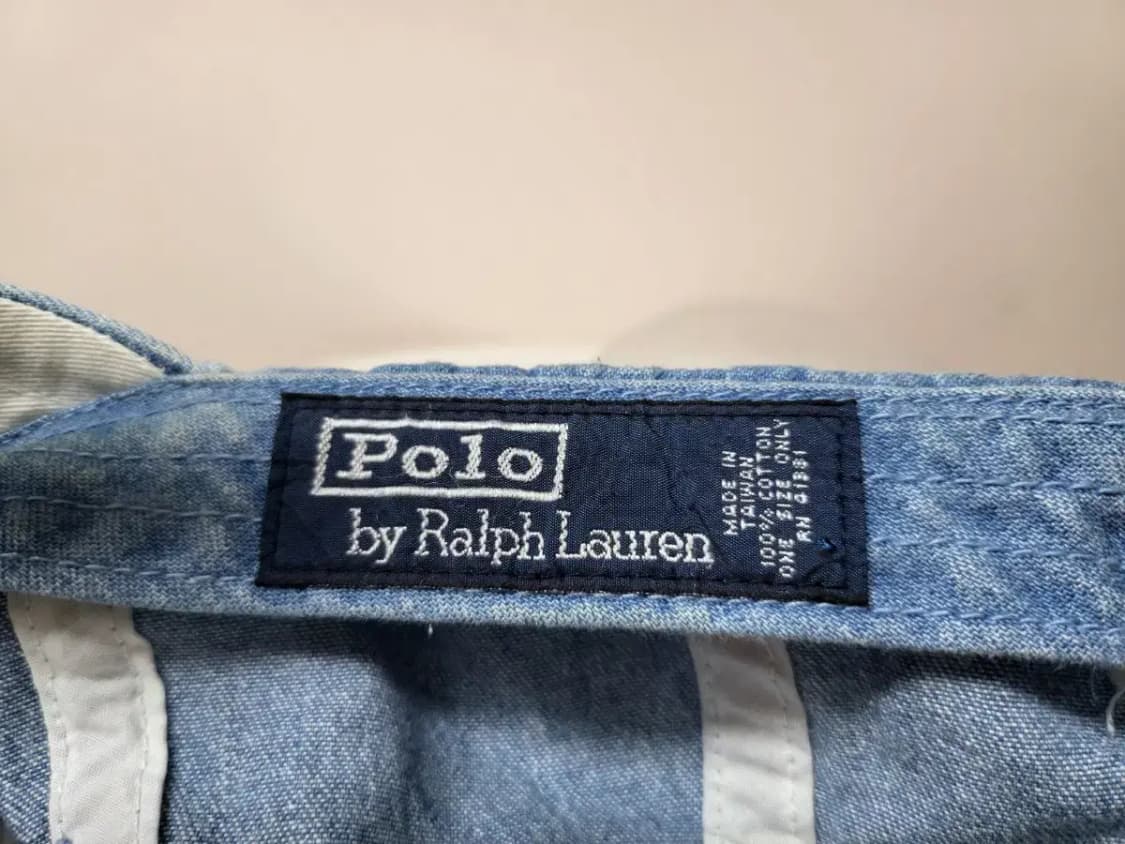 Polo
by Ralph Lauren
MADE IN
TAIWAN
100% COTTON
ONE SIZE ONLY
RN 41381